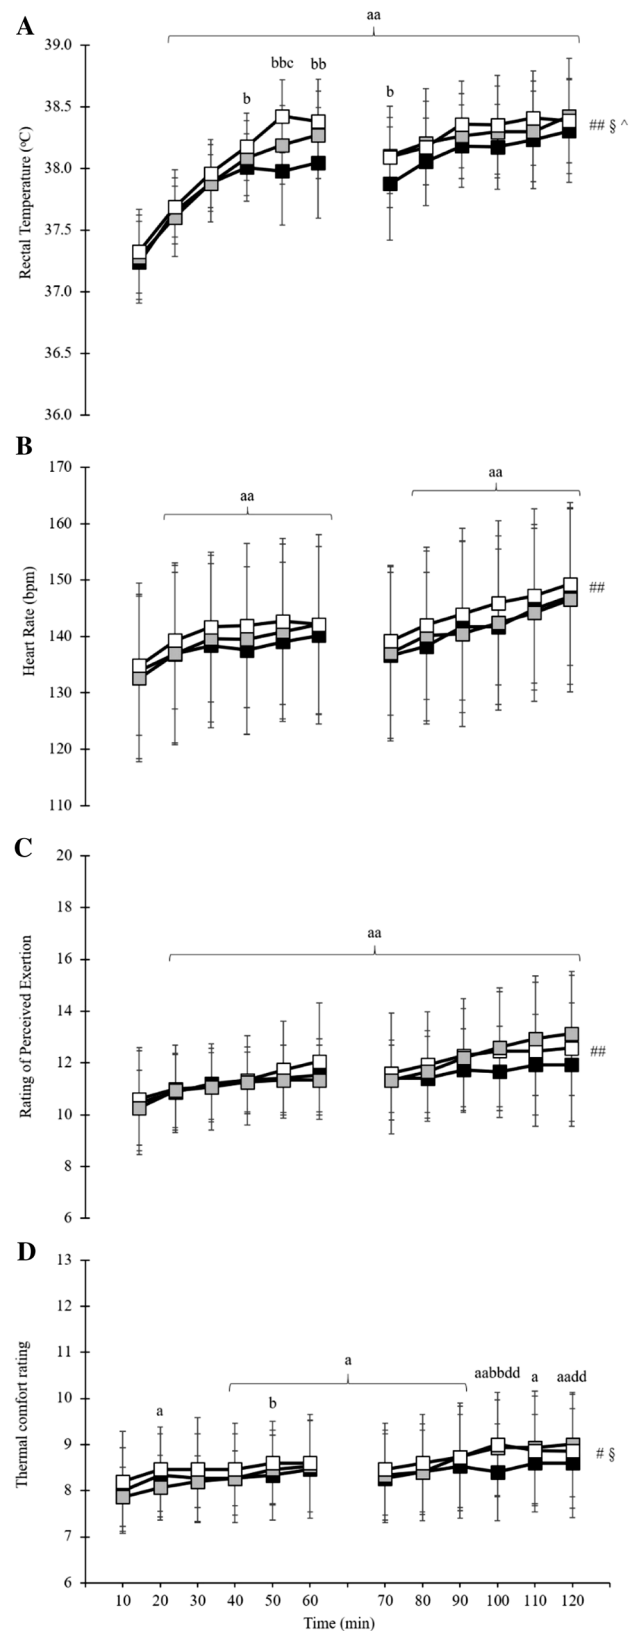 A
aa
39.0
bbc
bb
b
b
38.5
## § ^
38.0
37.5
37.0
36.5
36.0
Rectal Temperature (ºC)
B
170
aa
aa
160
150
##
140
130
120
110
Heart Rate (bpm)
C
20
18
aa
16
14
12
##
10
8
6
Rating of Perceived Exertion
D
13
12
11
a
aabbdd
a
aadd
a
b
10
9
# §
8
7
6
Thermal comfort rating
10 20 30 40 50 60 70 80 90 100 110 120
Time (min)